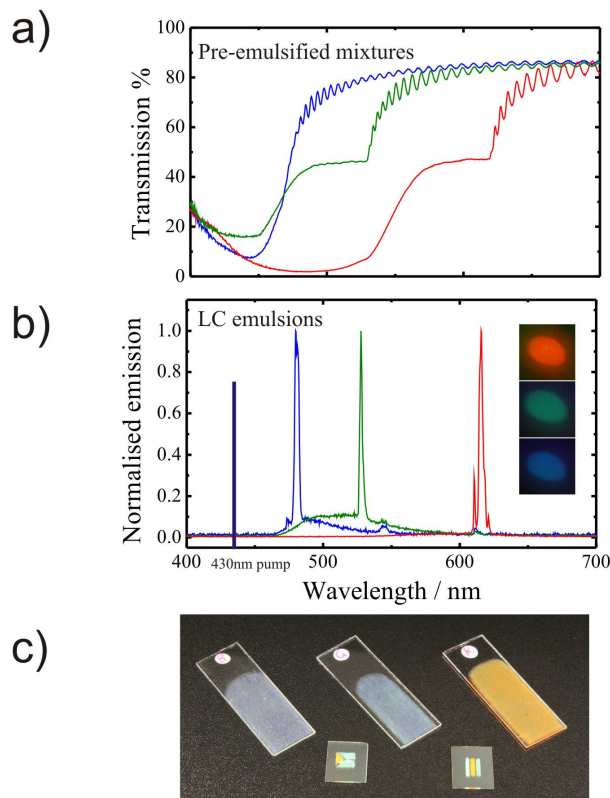 a)
Pre-emulsified mixtures
Transmission %
100
80
60
40
20
0
b)
LC emulsions
Normalised emission
1.0
0.8
0.6
0.4
0.2
0.0
400
500
600
700
430nm pump
Wavelength / nm
c)
G
R